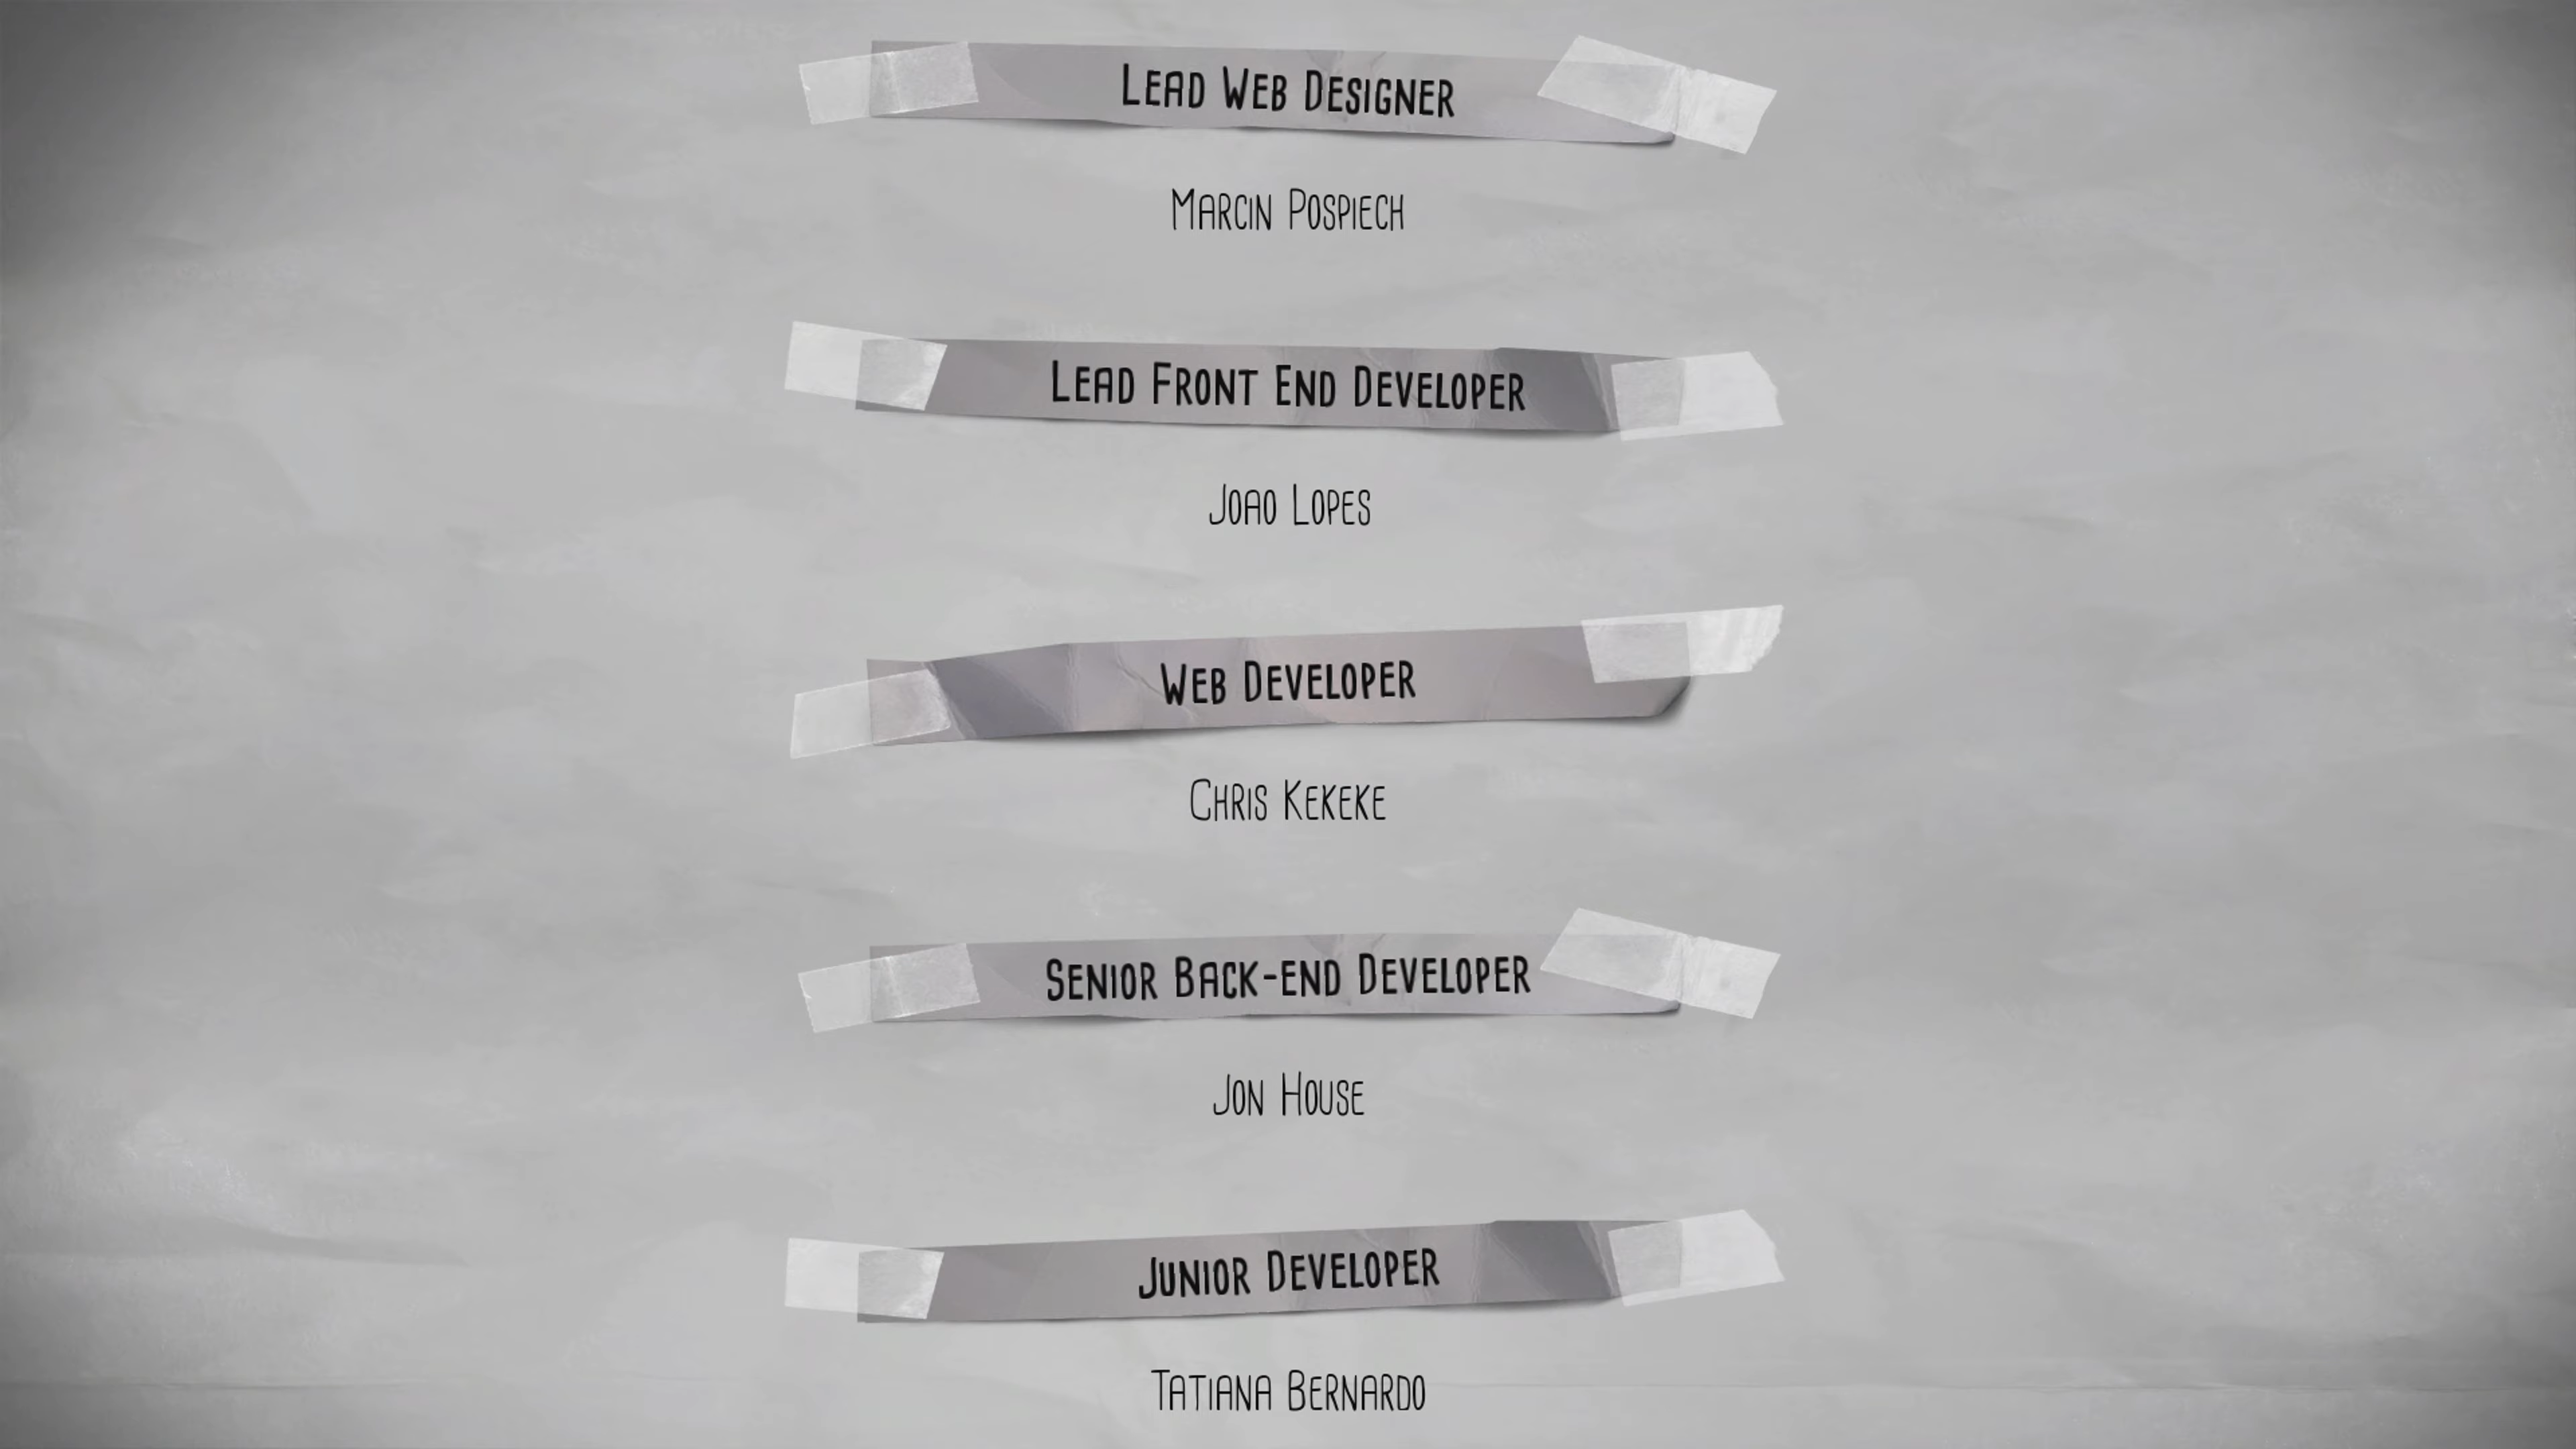 Lead Web Designer
Marcin Pospiech
Lead Front End Developer
Joao Lopes
Web Developer
Chris Kekeke
Senior Back-end Developer
Jon House
Junior Developer
Tatiana Bernardo